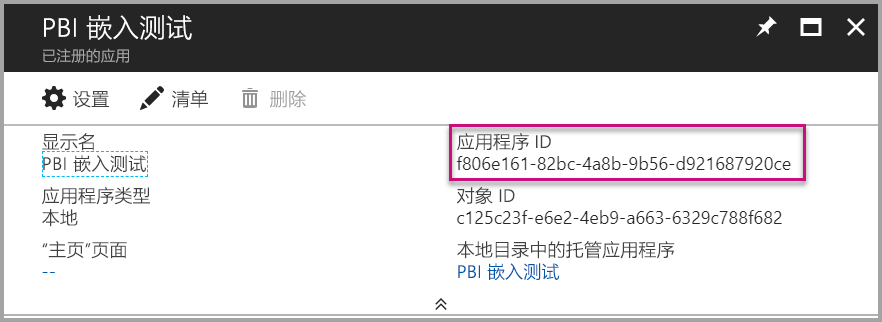 PBI 嵌入测试
已注册的应用
设置 清单 删除
显示名
PBI 嵌入测试
应用程序类型
本地
“主页”页面
--
应用程序 ID
f806e161-82bc-4a8b-9b56-d921687920ce
对象 ID
c125c23f-e6e2-4eb9-a663-6329c788f682
本地目录中的托管应用程序
PBI 嵌入测试